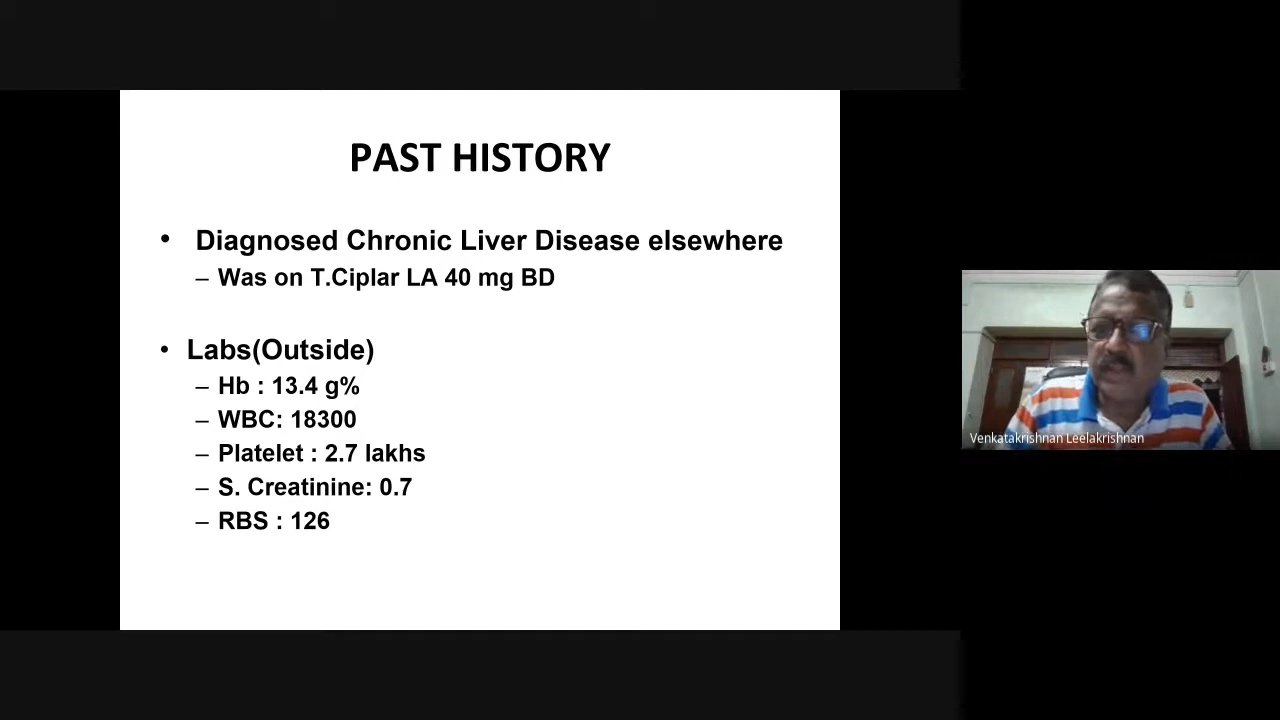 PAST HISTORY
• Diagnosed Chronic Liver Disease elsewhere
– Was on T.Ciplar LA 40 mg BD
• Labs(Outside)
– Hb : 13.4 g%
– WBC: 18300
– Platelet : 2.7 lakhs
– S. Creatinine: 0.7
– RBS : 126
Venkatakrishnan Leelakrishnan